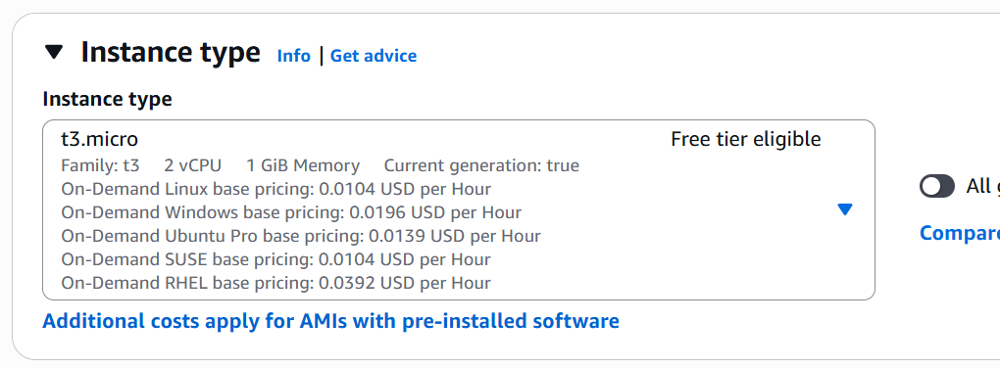 Instance type Info | Get advice
Instance type
t3.micro Free tier eligible
Family: t3 2 vCPU 1 GiB Memory Current generation: true
On-Demand Linux base pricing: 0.0104 USD per Hour
On-Demand Windows base pricing: 0.0196 USD per Hour
On-Demand Ubuntu Pro base pricing: 0.0139 USD per Hour
On-Demand SUSE base pricing: 0.0104 USD per Hour
On-Demand RHEL base pricing: 0.0392 USD per Hour
All
Additional costs apply for AMIs with pre-installed software